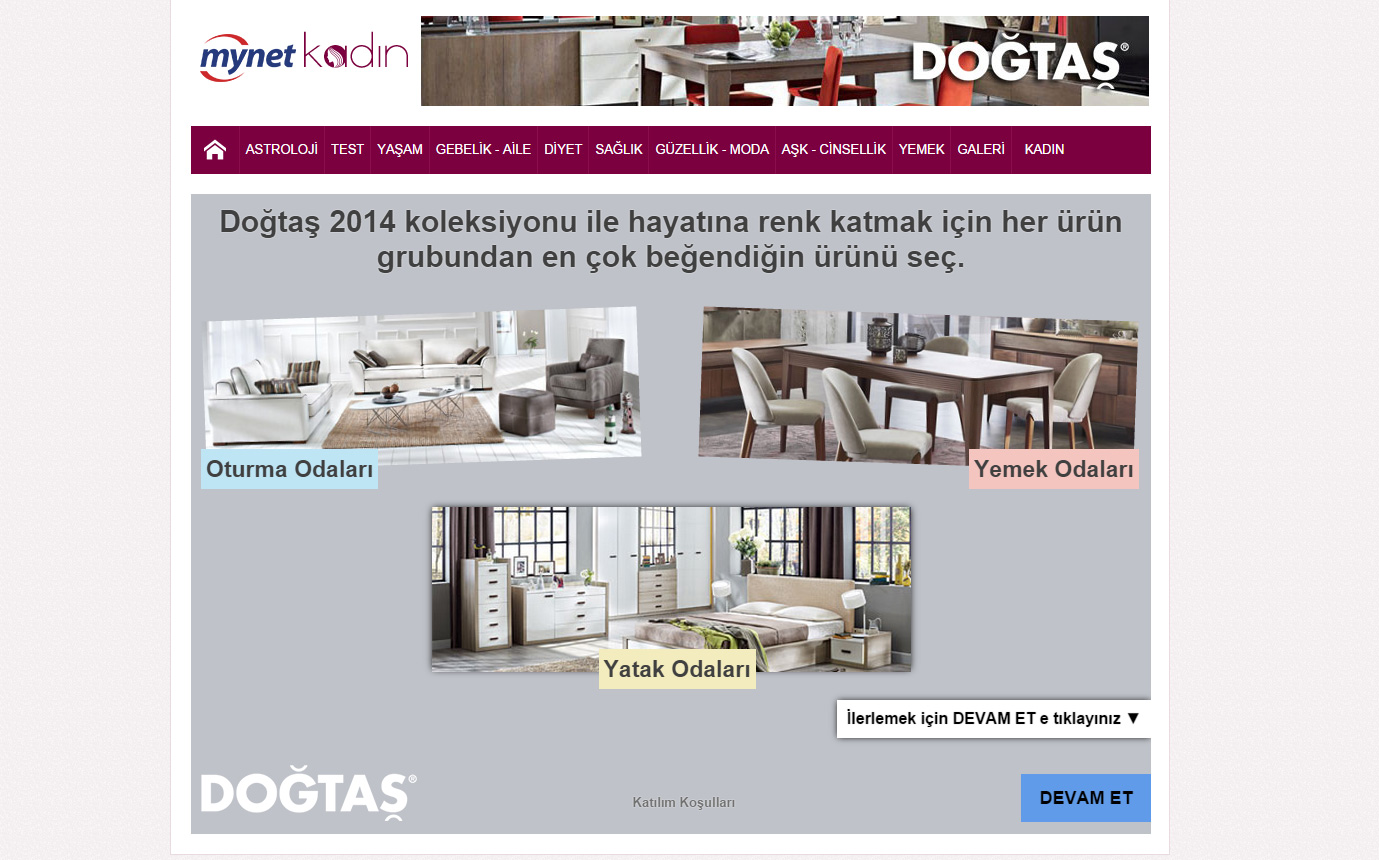 mynet kadın
DOĞTAŞ®
ASTROLOJİ TEST YAŞAM GEBELİK - AİLE DİYET SAĞLIK GÜZELLİK - MODA AŞK - CİNSELLİK YEMEK GALERİ KADIN
Doğtaş 2014 koleksiyonu ile hayatına renk katmak için her ürün
grubundan en çok beğendiğin ürünü seç.
Oturma Odaları
Yemek Odaları
Yatak Odaları
İlerlemek için DEVAM ET e tıklayınız ▼
DOĞTAŞ®
Katılım Koşulları
DEVAM ET